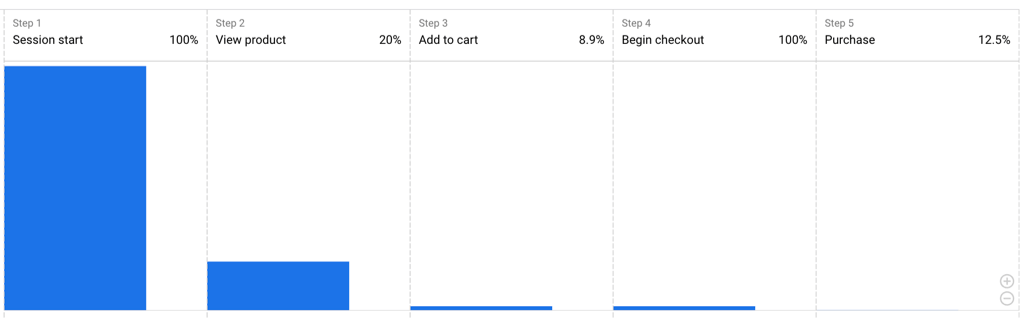 Step 1
Session start 100%
Step 2
View product 20%
Step 3
Add to cart 8.9%
Step 4
Begin checkout 100%
Step 5
Purchase 12.5%